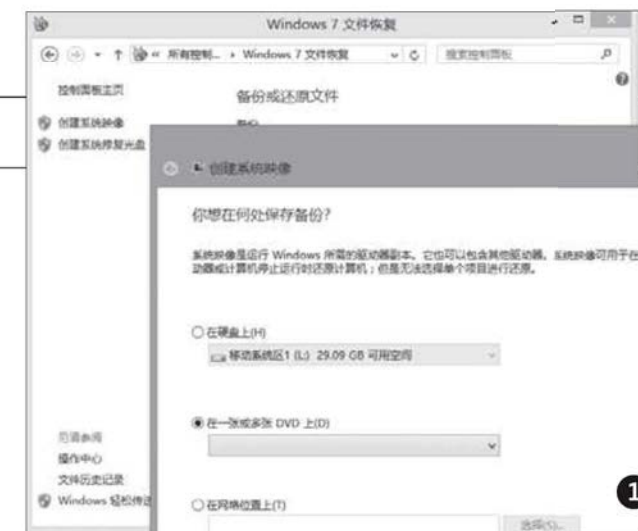 Windows 7 文件恢复
« 所有控制... › Windows 7 文件恢复
搜索控制面板
控制面板主页
创建系统映像
创建系统修复光盘
备份或还原文件
备份
创建系统映像
你想在何处保存备份?
系统映像是运行 Windows 所需的驱动器副本。它也可以包含其他驱动器。系统映像可用于在
动器或计算机停止运行时还原计算机;但是无法选择单个项目进行还原。
在硬盘上(H)
移动系统区1 (L:) 29.09 GB 可用空间
在一张或多张 DVD 上(D)
在网络位置上(T)
选择(S)...
另请参阅
操作中心
文件历史记录
Windows 轻松传送
1